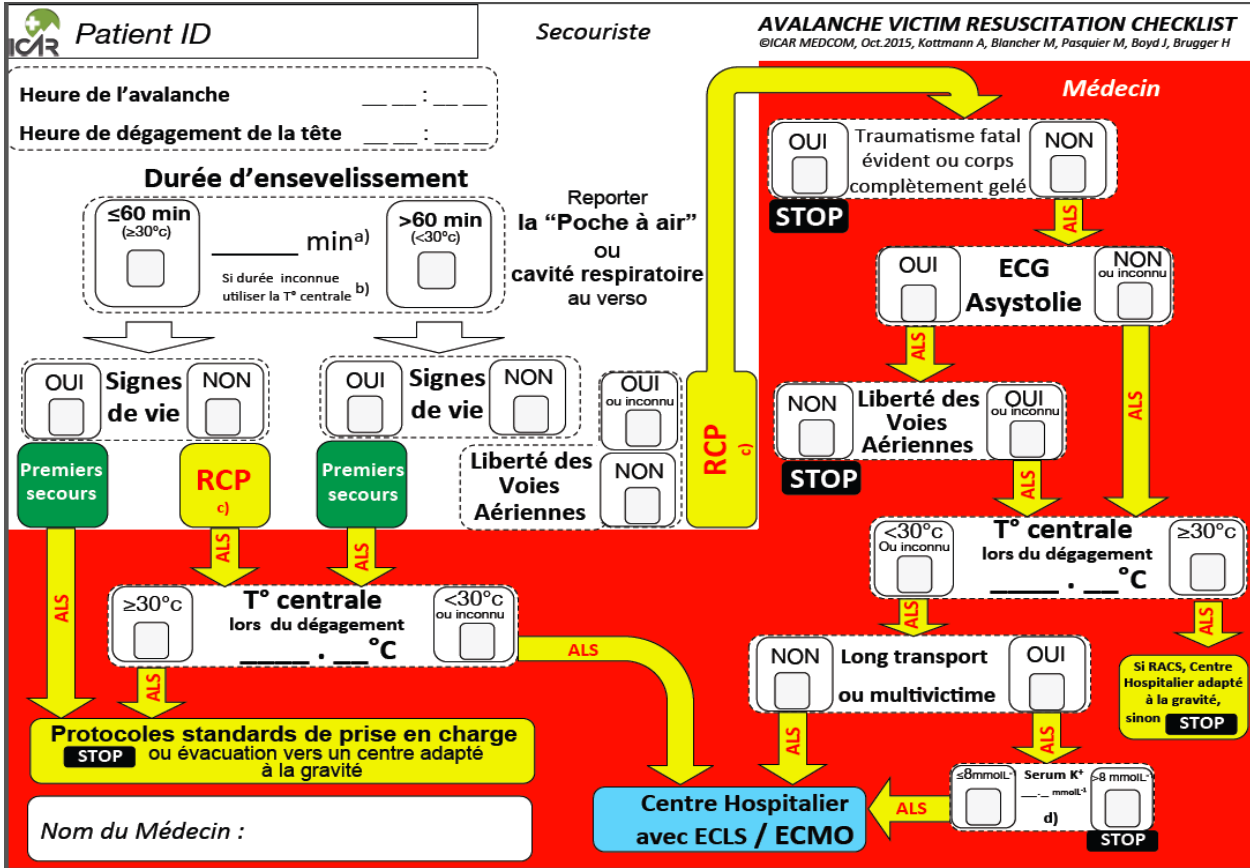 ICAR
Patient ID
Secouriste
AVALANCHE VICTIM RESUSCITATION CHECKLIST
©ICAR MEDCOM, Oct.2015, Kottmann A, Blancher M, Pasquier M, Boyd J, Brugger H
Heure de l'avalanche __ __ : __ __
Heure de dégagement de la tête __ __ : __ __
Durée d'ensevelissement
≤60 min
(≥30°c)
_____ min a)
Si durée inconnue
utiliser la T° centrale b)
>60 min
(<30°c)
Reporter
la “Poche à air”
ou
cavité respiratoire
au verso
OUI
Signes
de vie
NON
OUI
Signes
de vie
NON
Premiers
secours
RCP
c)
Premiers
secours
OUI
ou inconnu
Liberté des
Voies
Aériennes
NON
RCP
c)
ALS
ALS
ALS
≥30°c
T° centrale
lors du dégagement
____ . __°C
<30°c
ou inconnu
ALS
ALS
Protocoles standards de prise en charge
STOP ou évacuation vers un centre adapté
à la gravité
Nom du Médecin :
Médecin
OUI
Traumatisme fatal
évident ou corps
complètement gelé
NON
STOP
ALS
OUI
ECG
Asystolie
NON
ou inconnu
ALS
ALS
NON
Liberté des
Voies
Aériennes
OUI
ou inconnu
STOP
ALS
<30°c
Ou inconnu
T° centrale
lors du dégagement
____ . __°C
≥30°c
ALS
ALS
NON
Long transport
ou multivictime
OUI
Si RACS, Centre
Hospitalier adapté
à la gravité,
sinon STOP
ALS
ALS
≤8mmolL-
Serum K+
__._ mmolL-1
d)
>8 mmolL-
STOP
ALS
Centre Hospitalier
avec ECLS / ECMO